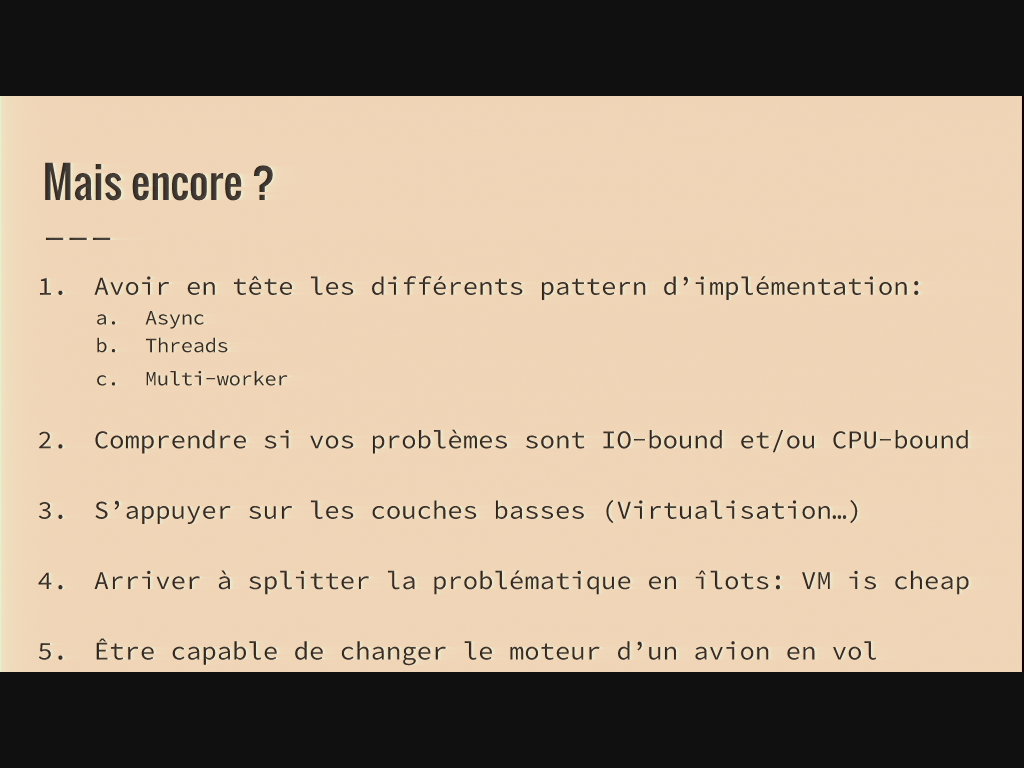 Mais encore ?
1. Avoir en tête les différents pattern d’implémentation:
a. Async
b. Threads
c. Multi-worker
2. Comprendre si vos problèmes sont IO-bound et/ou CPU-bound
3. S’appuyer sur les couches basses (Virtualisation…)
4. Arriver à splitter la problématique en îlots: VM is cheap
5. Être capable de changer le moteur d’un avion en vol